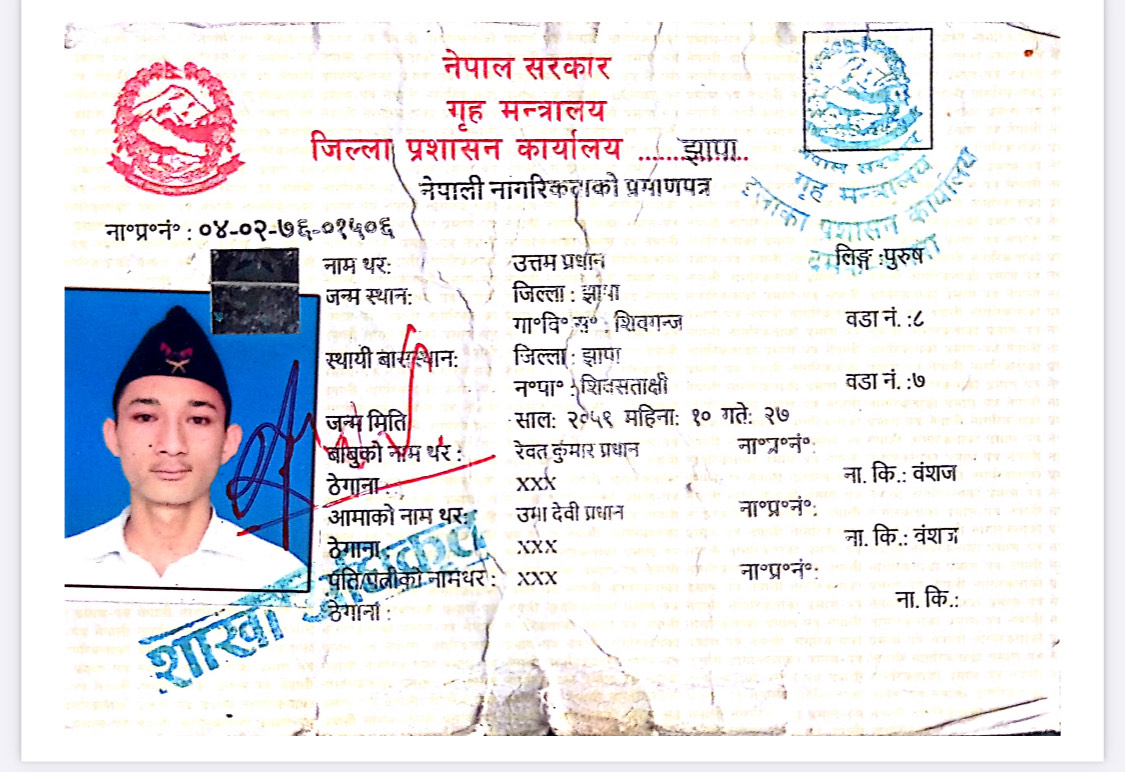 नेपाल सरकार
गृह मन्त्रालय
जिल्ला प्रशासन कार्यालय ......झापा..
नेपाली नागरिकताको प्रमाणपत्र
नेपाल सरकार
गृह मन्त्रालय
इलाका प्रशासन कार्यालय
ना॰प्र॰नं॰ : ०४-०२-७६-०१५०६
लिङ्ग :पुरुष
नाम थर: उत्तम प्रधान
जन्म स्थान: जिल्ला : झापा
गा॰वि॰ स॰ : शिवगन्ज वडा नं. :८
स्थायी बासस्थान: जिल्ला : झापा
न॰पा॰ : शिवसताक्षी वडा नं. :७
जन्म मिति साल: २०५९ महिना: १० गते: २७
बाबुको नाम थर : रेवत कुमार प्रधान ना॰प्र॰नं॰:
ठेगाना : xxx ना. कि.: वंशज
आमाको नाम थर: उमा देवी प्रधान ना॰प्र॰नं॰:
ठेगाना xxx ना. कि.: वंशज
पति/पत्नीको नामथर : xxx ना॰प्र॰नं॰:
ठेगाना : ना. कि.:
शाखा अधिकृत